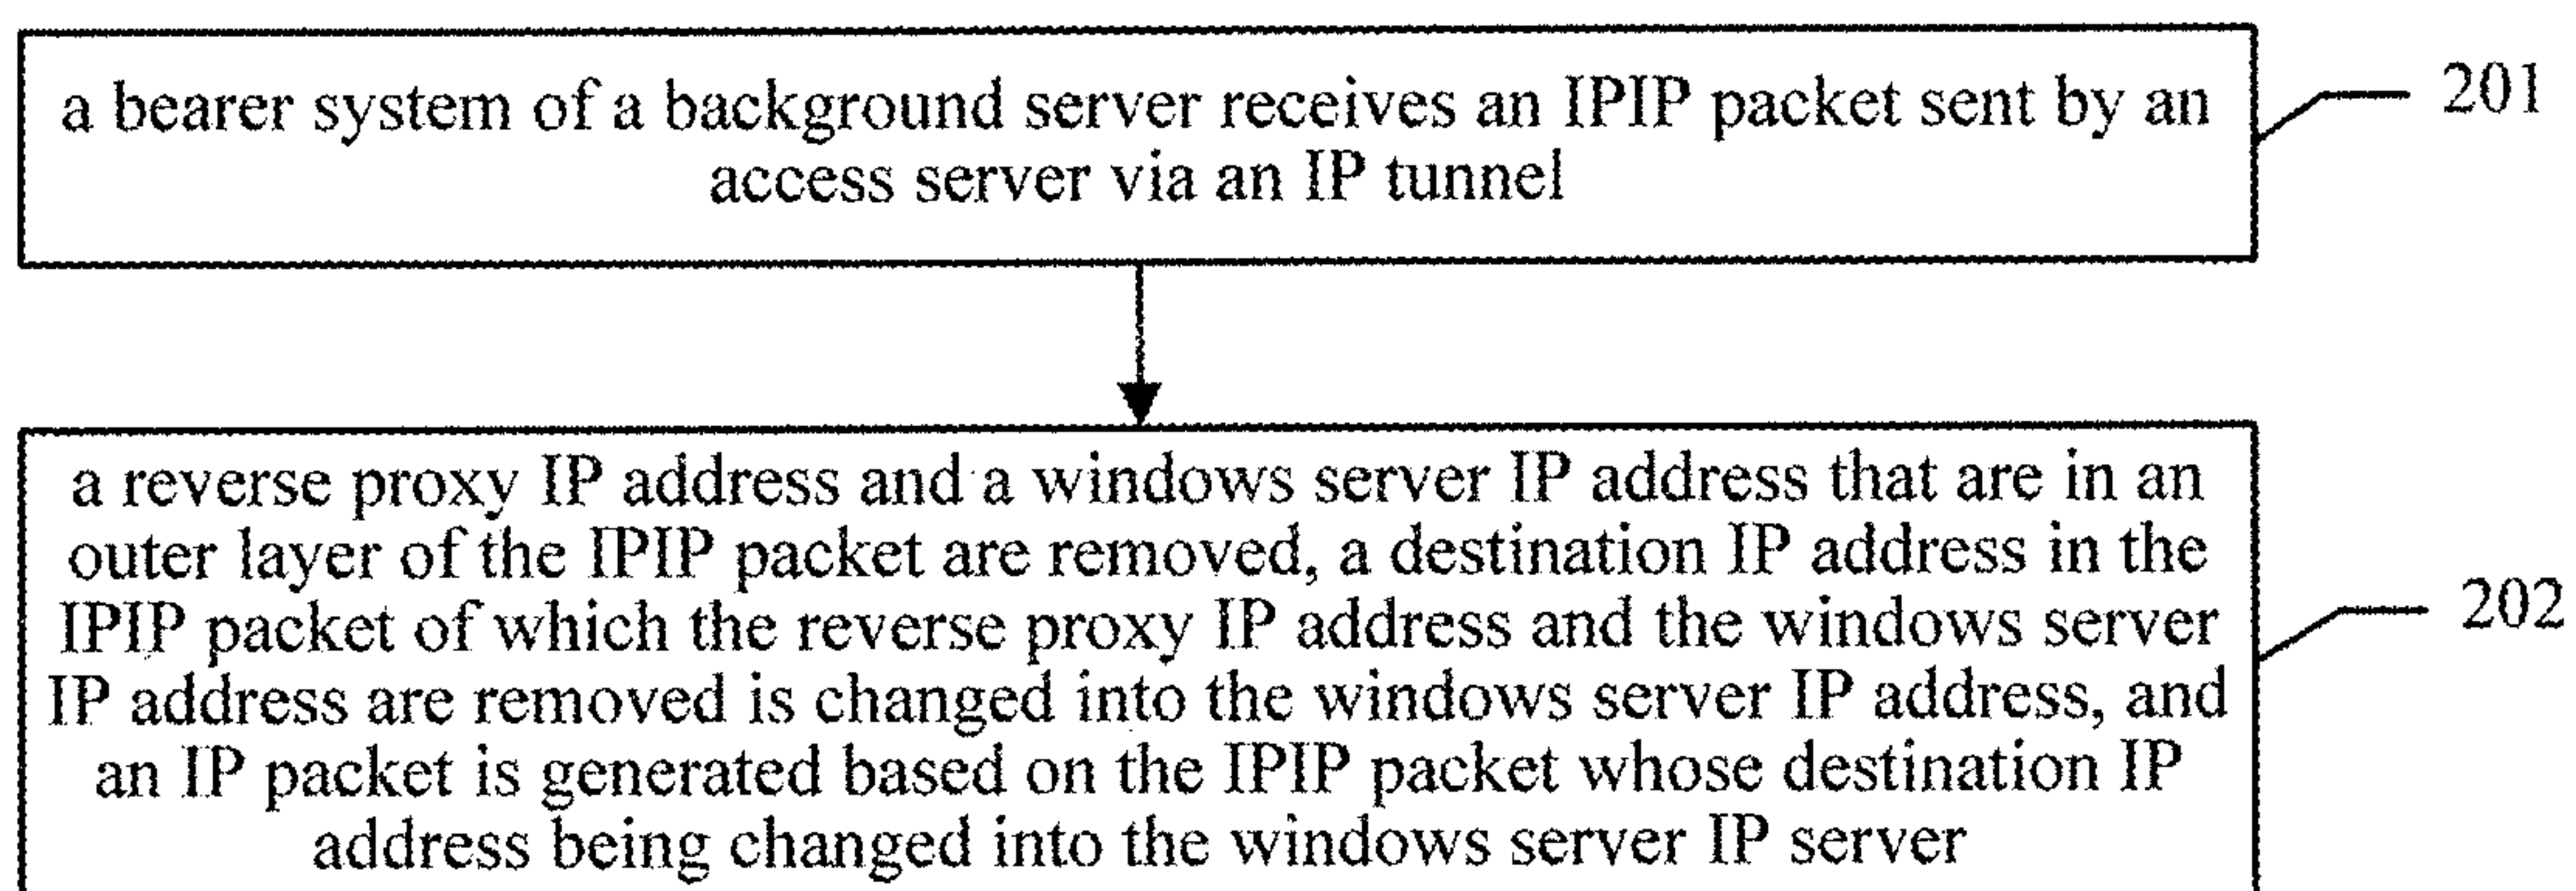 a bearer system of a background server receives an IPIP packet sent by an
access server via an IP tunnel
201
a reverse proxy IP address and a windows server IP address that are in an
outer layer of the IPIP packet are removed, a destination IP address in the
IPIP packet of which the reverse proxy IP address and the windows server
IP address are removed is changed into the windows server IP address, and
an IP packet is generated based on the IPIP packet whose destination IP
address being changed into the windows server IP server
202